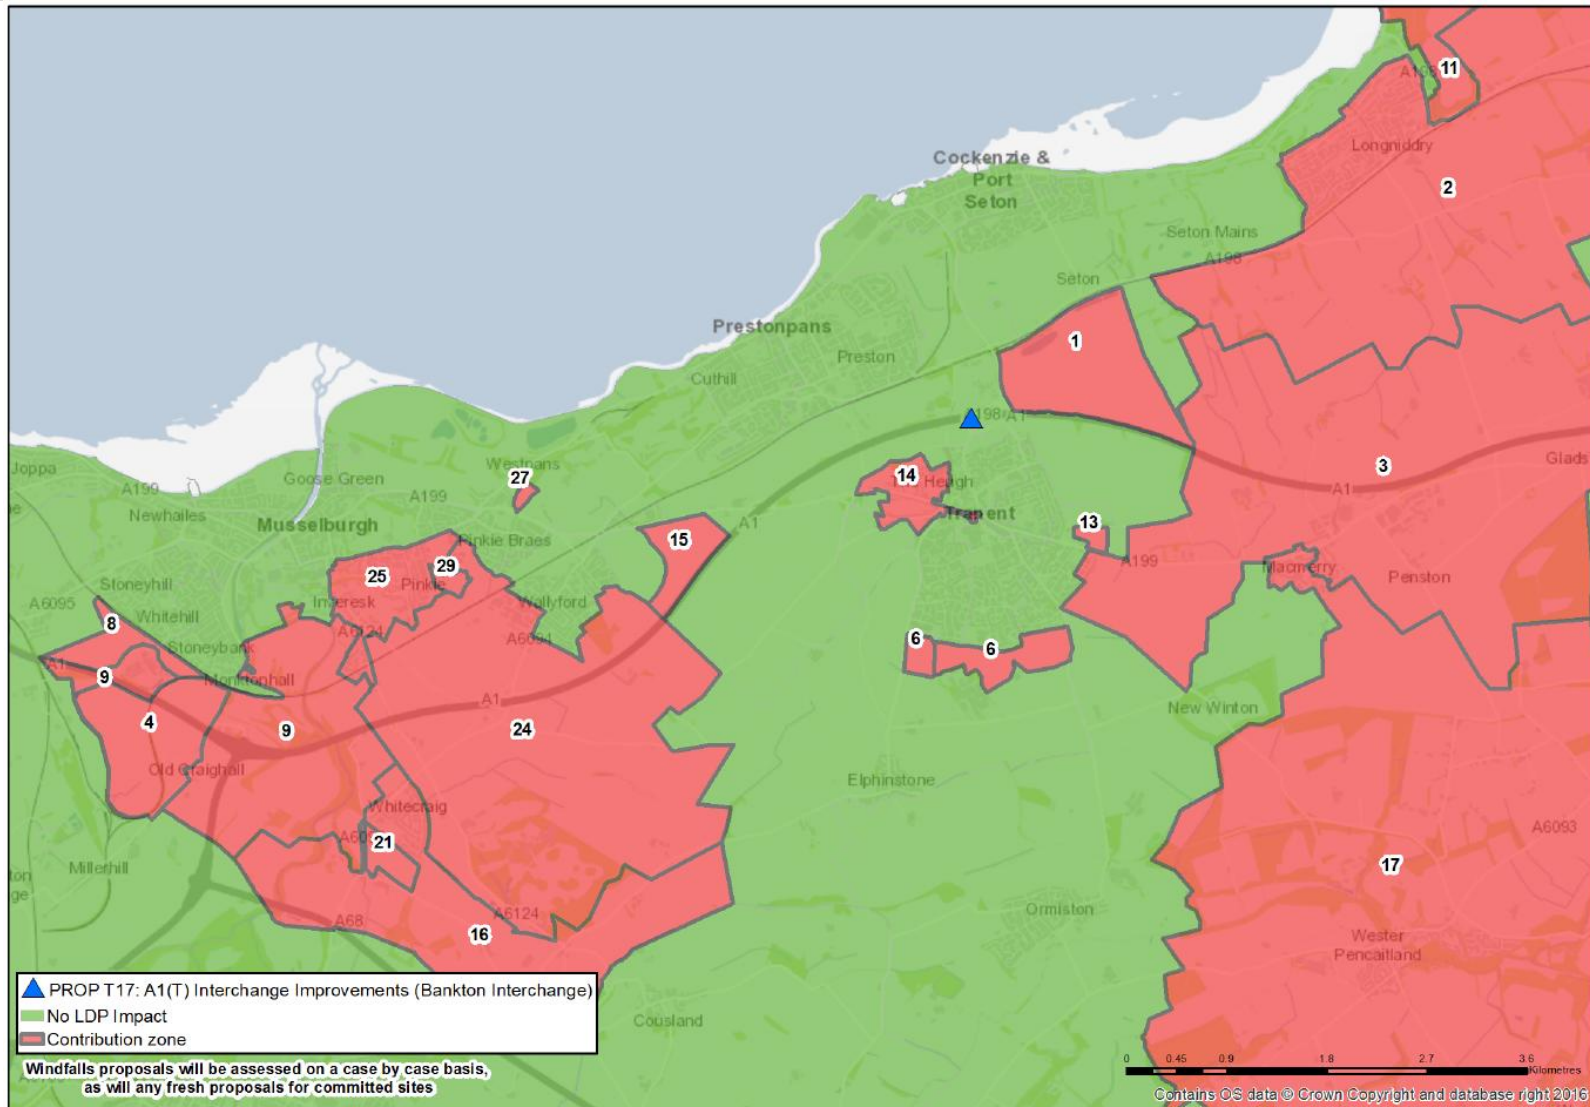 11
A198
Longniddry
2
Cockenzie &
Port
Seton
Seton Mains
A198
Seton
Prestonpans
1
Preston
Cuthill
A198
A1
3
Glads
A1
Joppa
Westpans
27
Goose Green
A199
A199
Newhailes
Musselburgh
14
Tranent
13
A199
Macmerry
Penston
Pinkie Braes
15
A1
25
29
Pinkie
Stoneyhill
A6095
Whitehill
Inveresk
Wallyford
8
A6124
A6094
Stoneybank
6
6
A1
9
Monktonhall
A1
New Winton
4
9
24
Old Craighall
Elphinstone
Whitecraig
21
A6093
Millerhill
17
Ormiston
A68
A6124
16
Wester
Pencaitland
Cousland
PROP T17: A1(T) Interchange Improvements (Bankton Interchange)
No LDP Impact
Contribution zone
Windfalls proposals will be assessed on a case by case basis,
as will any fresh proposals for committed sites
0 0.45 0.9 1.8 2.7 3.6
Kilometres
Contains OS data © Crown Copyright and database right 2016